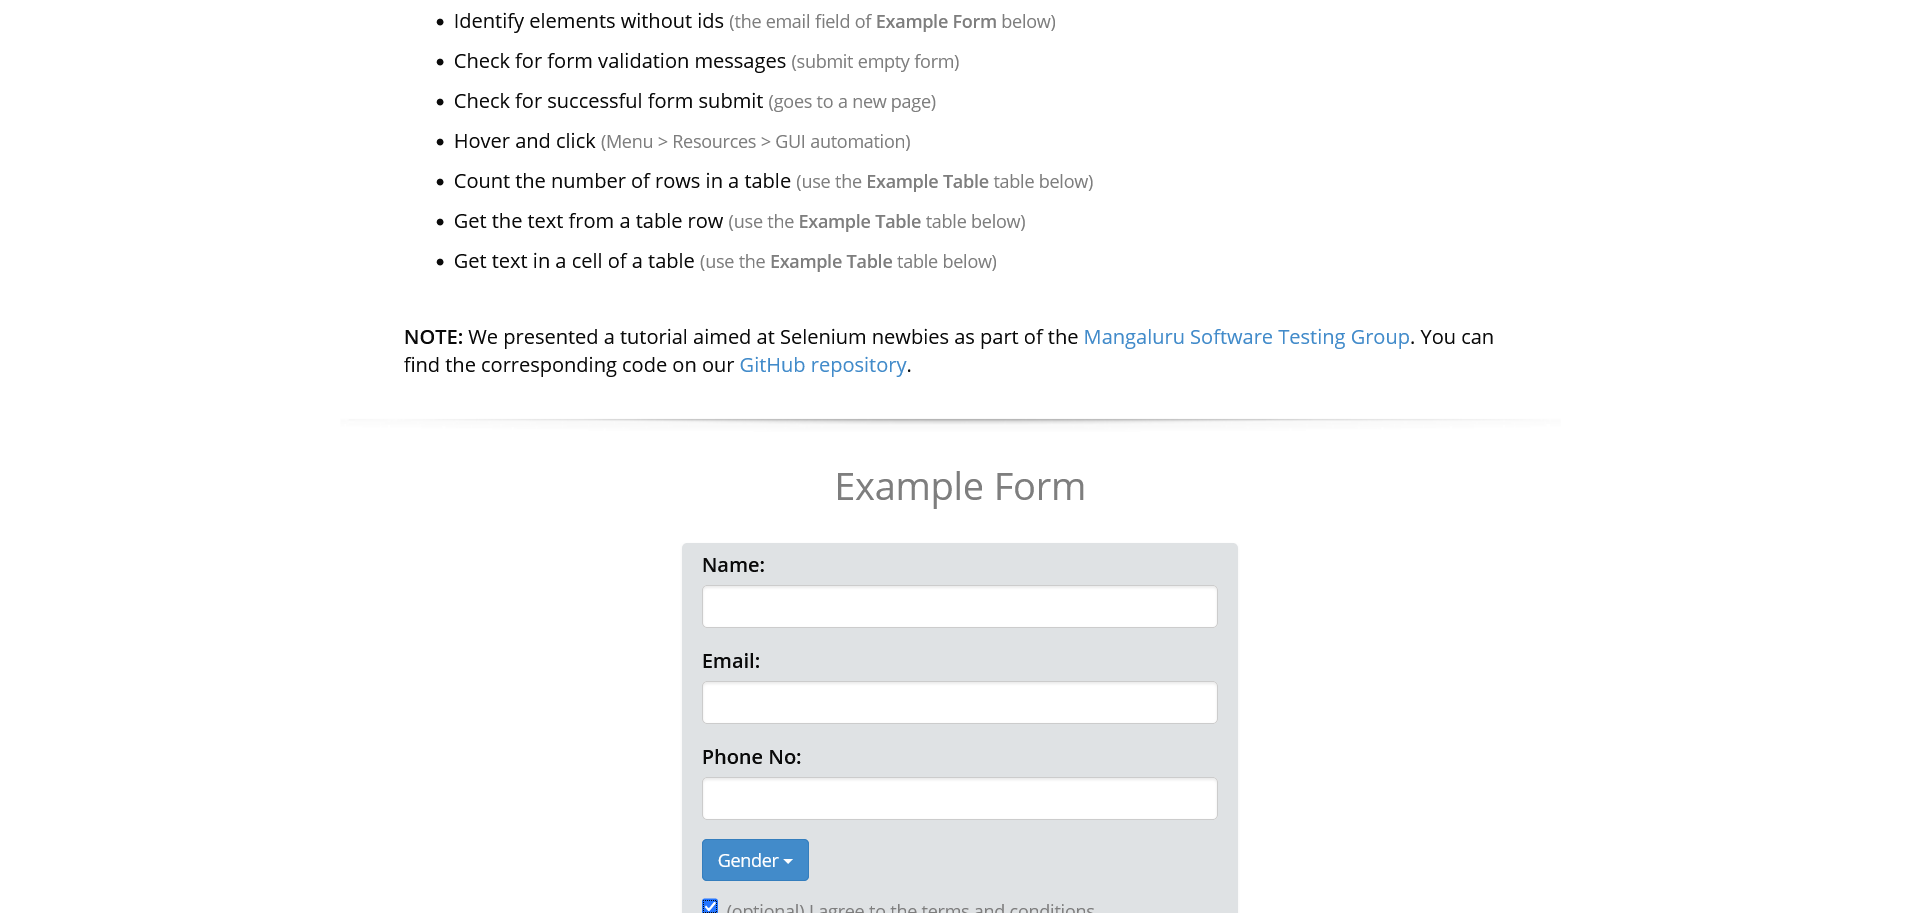 Identify elements without ids (the email field of Example Form below)
Check for form validation messages (submit empty form)
Check for successful form submit (goes to a new page)
Hover and click (Menu > Resources > GUI automation)
Count the number of rows in a table (use the Example Table table below)
Get the text from a table row (use the Example Table table below)
Get text in a cell of a table (use the Example Table table below)
NOTE: We presented a tutorial aimed at Selenium newbies as part of the Mangaluru Software Testing Group. You can
find the corresponding code on our GitHub repository.
Example Form
Name:
Email:
Phone No:
Gender
(optional) I agree to the terms and conditions